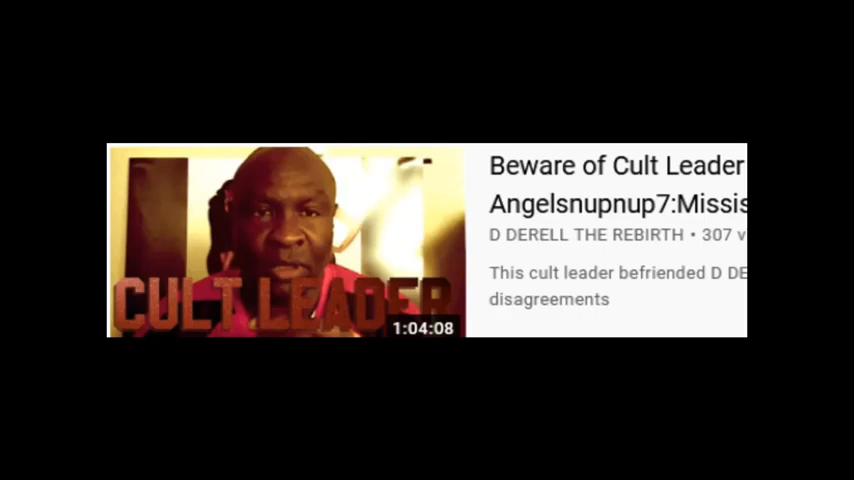 CULT LEADER
1:04:08
Beware of Cult Leader
Angelsnupnup7:Missis
D DERELL THE REBIRTH • 307 v
This cult leader befriended D DE
disagreements